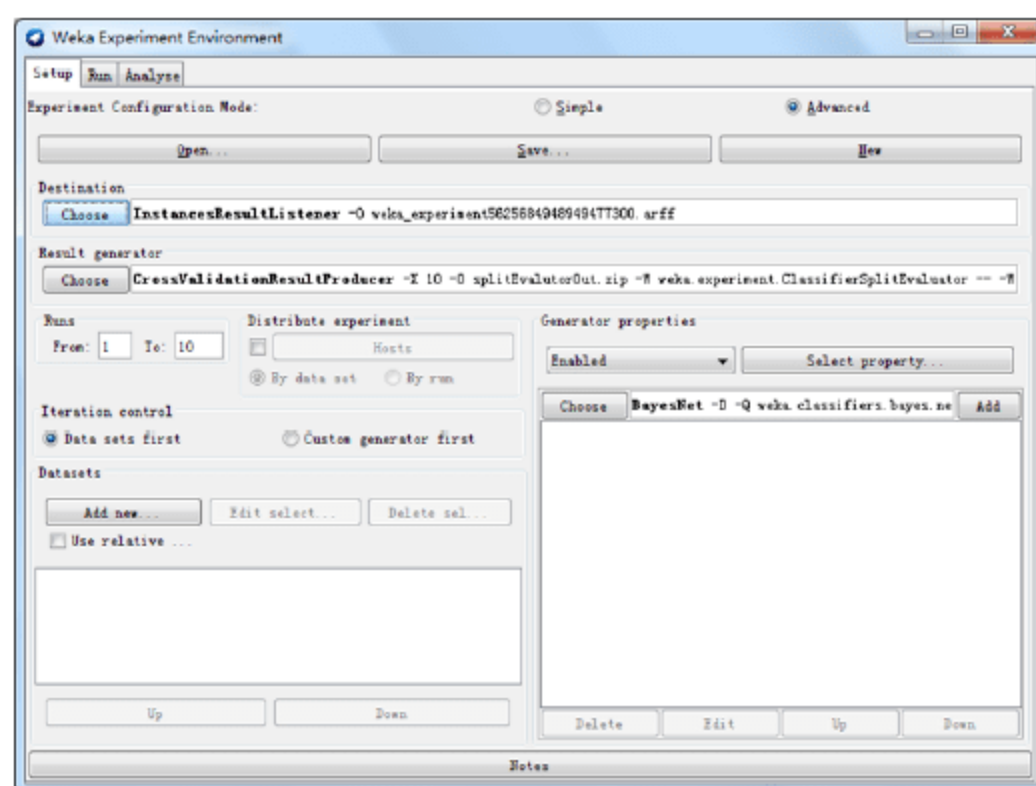 Weka Experiment Environment
Setup Run Analyse
Experiment Configuration Mode: Simple Advanced
Open... Save... New
Destination
Choose InstancesResultListener -O weka_experiment5625684948949477300.arff
Result generator
Choose CrossValidationResultProducer -X 10 -O splitEvalutorOut.zip -W weka.experiment.ClassifierSplitEvaluator -- -W
Runs
From: 1 To: 10
Distribute experiment
Hosts
By data set By run
Generator properties
Enabled Select property...
Choose BayesNet -D -Q weka.classifiers.bayes.ne Add
Iteration control
Data sets first Custom generator first
Datasets
Add new... Edit select... Delete sel...
Use relative ...
Up Down
Delete Edit Up Down
Notes